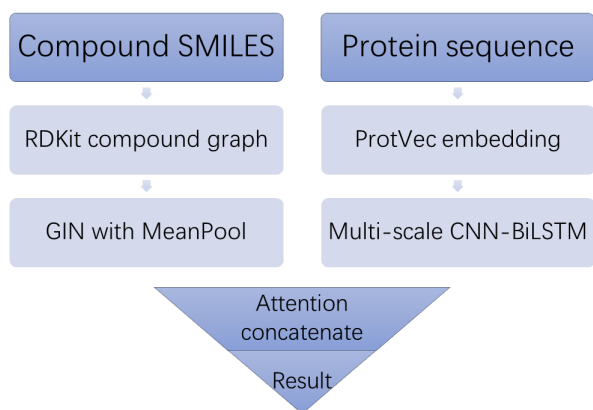 Compound SMILES
Protein sequence
RDKit compound graph
ProtVec embedding
GIN with MeanPool
Multi-scale CNN-BiLSTM
Attention
concatenate
Result